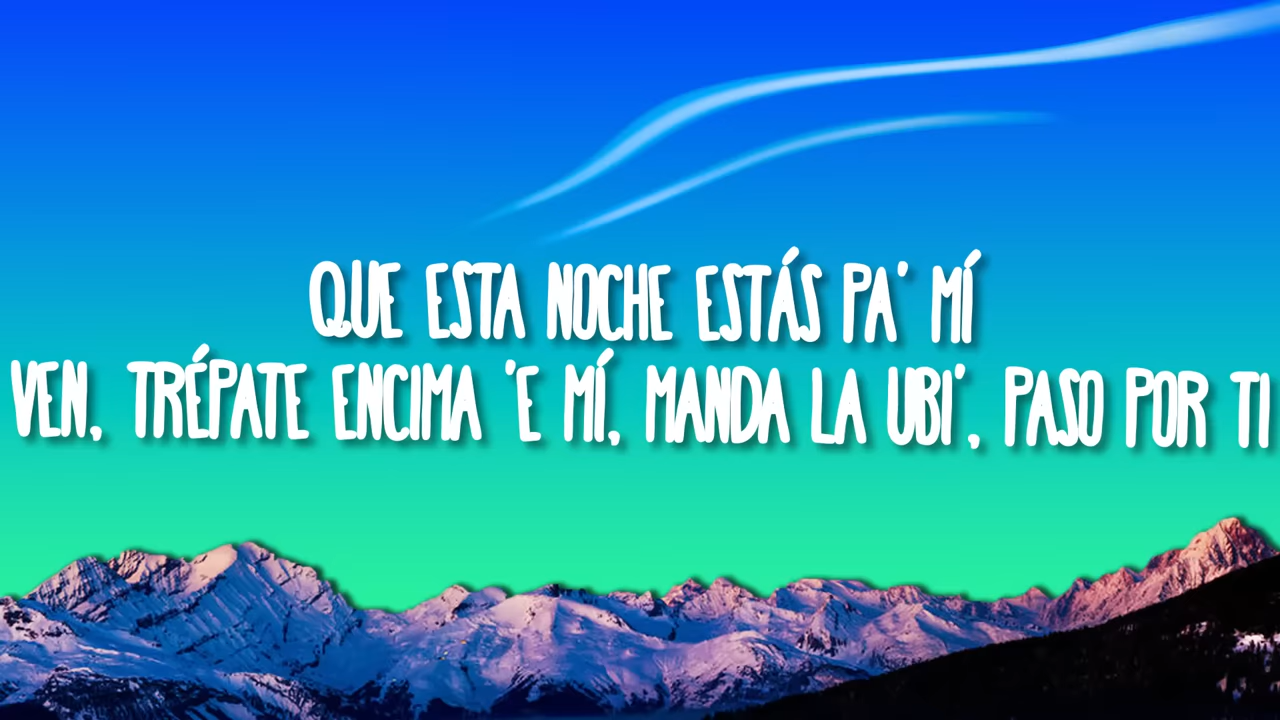 QUE ESTA NOCHE ESTÁS PA' MÍ
VEN, TRÉPATE ENCIMA 'E MÍ, MANDA LA UBI', PASO POR TI